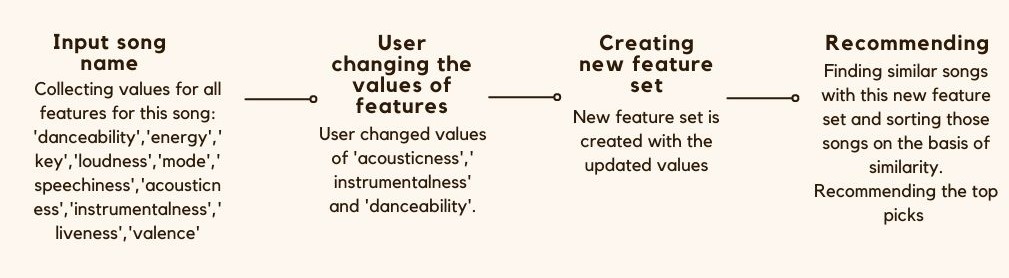 Input song
name
Collecting values for all
features for this song:
'danceability','energy','
key','loudness','mode','
speechiness','acousticn
ess','instrumentalness','
liveness','valence'
User
changing the
values of
features
User changed values
of 'acousticness','
instrumentalness'
and 'danceability'.
Creating
new feature
set
New feature set is
created with the
updated values
Recommending
Finding similar songs
with this new feature
set and sorting those
songs on the basis of
similarity.
Recommending the top
picks